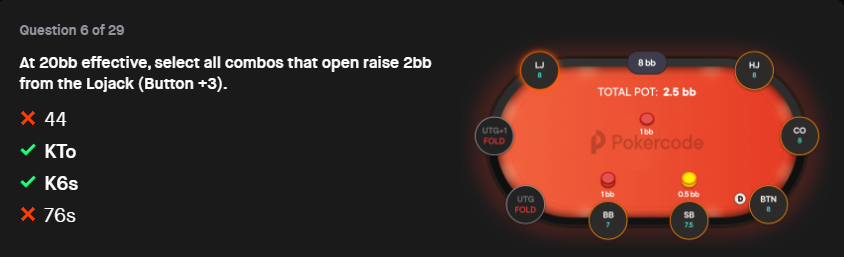 Question 6 of 29
At 20bb effective, select all combos that open raise 2bb
from the Lojack (Button +3).
44
KTo
K6s
76s
LJ
8
8 bb
HJ
8
TOTAL POT: 2.5 bb
1 bb
UTG+1
FOLD
Pokercode
CO
8
UTG
FOLD
1 bb
0.5 bb
D
BTN
8
BB
7
SB
7.5